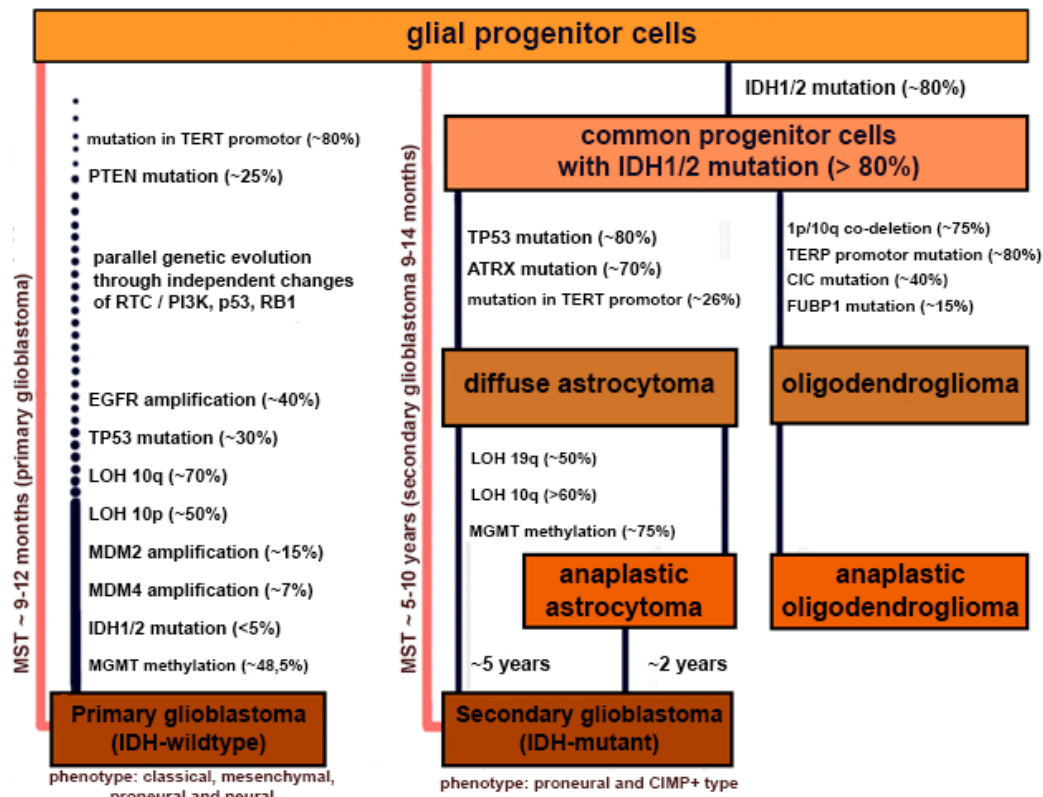 glial progenitor cells
IDH1/2 mutation (~80%)
common progenitor cells
with IDH1/2 mutation (> 80%)
MST ~ 9-12 months (primary glioblastoma)
mutation in TERT promotor (~80%)
PTEN mutation (~25%)
parallel genetic evolution
through independent changes
of RTC / PI3K, p53, RB1
EGFR amplification (~40%)
TP53 mutation (~30%)
LOH 10q (~70%)
LOH 10p (~50%)
MDM2 amplification (~15%)
MDM4 amplification (~7%)
IDH1/2 mutation (<5%)
MGMT methylation (~48,5%)
Primary glioblastoma
(IDH-wildtype)
phenotype: classical, mesenchymal,
proneural and neural
MST ~ 5-10 years (secondary glioblastoma 9-14 months)
TP53 mutation (~80%)
ATRX mutation (~70%)
mutation in TERT promotor (~26%)
diffuse astrocytoma
LOH 19q (~50%)
LOH 10q (>60%)
MGMT methylation (~75%)
anaplastic
astrocytoma
~5 years
~2 years
Secondary glioblastoma
(IDH-mutant)
phenotype: proneural and CIMP+ type
1p/10q co-deletion (~75%)
TERP promotor mutation (~80%)
CIC mutation (~40%)
FUBP1 mutation (~15%)
oligodendroglioma
anaplastic
oligodendroglioma